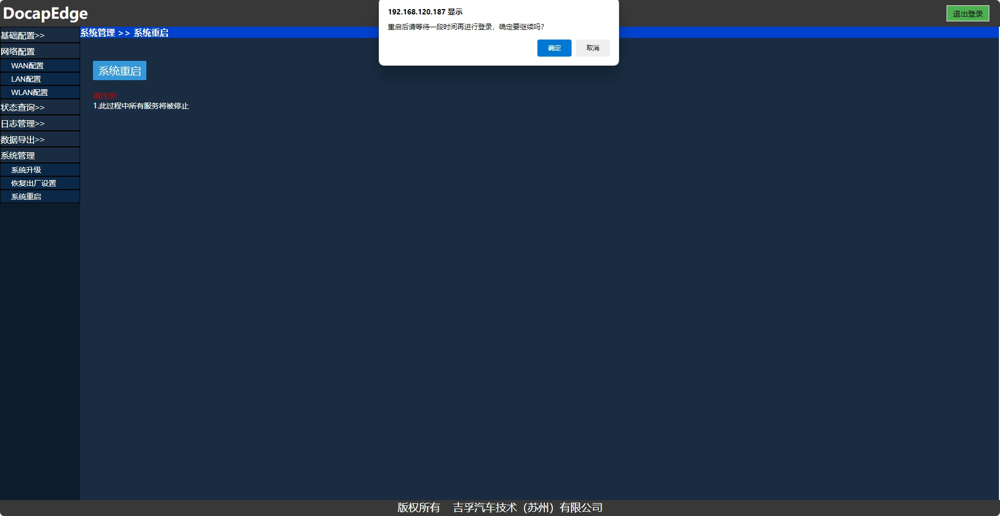 DocapEdge
192.168.120.187 显示
重启后请等待一段时间再进行登录，确定要继续吗？
确定
取消
退出登录
系统管理 >> 系统重启
基础配置>>
网络配置
WAN配置
LAN配置
WLAN配置
状态查询>>
日志管理>>
数据导出>>
系统管理
系统升级
恢复出厂设置
系统重启
系统重启
请注意:
1.此过程中所有服务将被停止
版权所有 吉孚汽车技术（苏州）有限公司